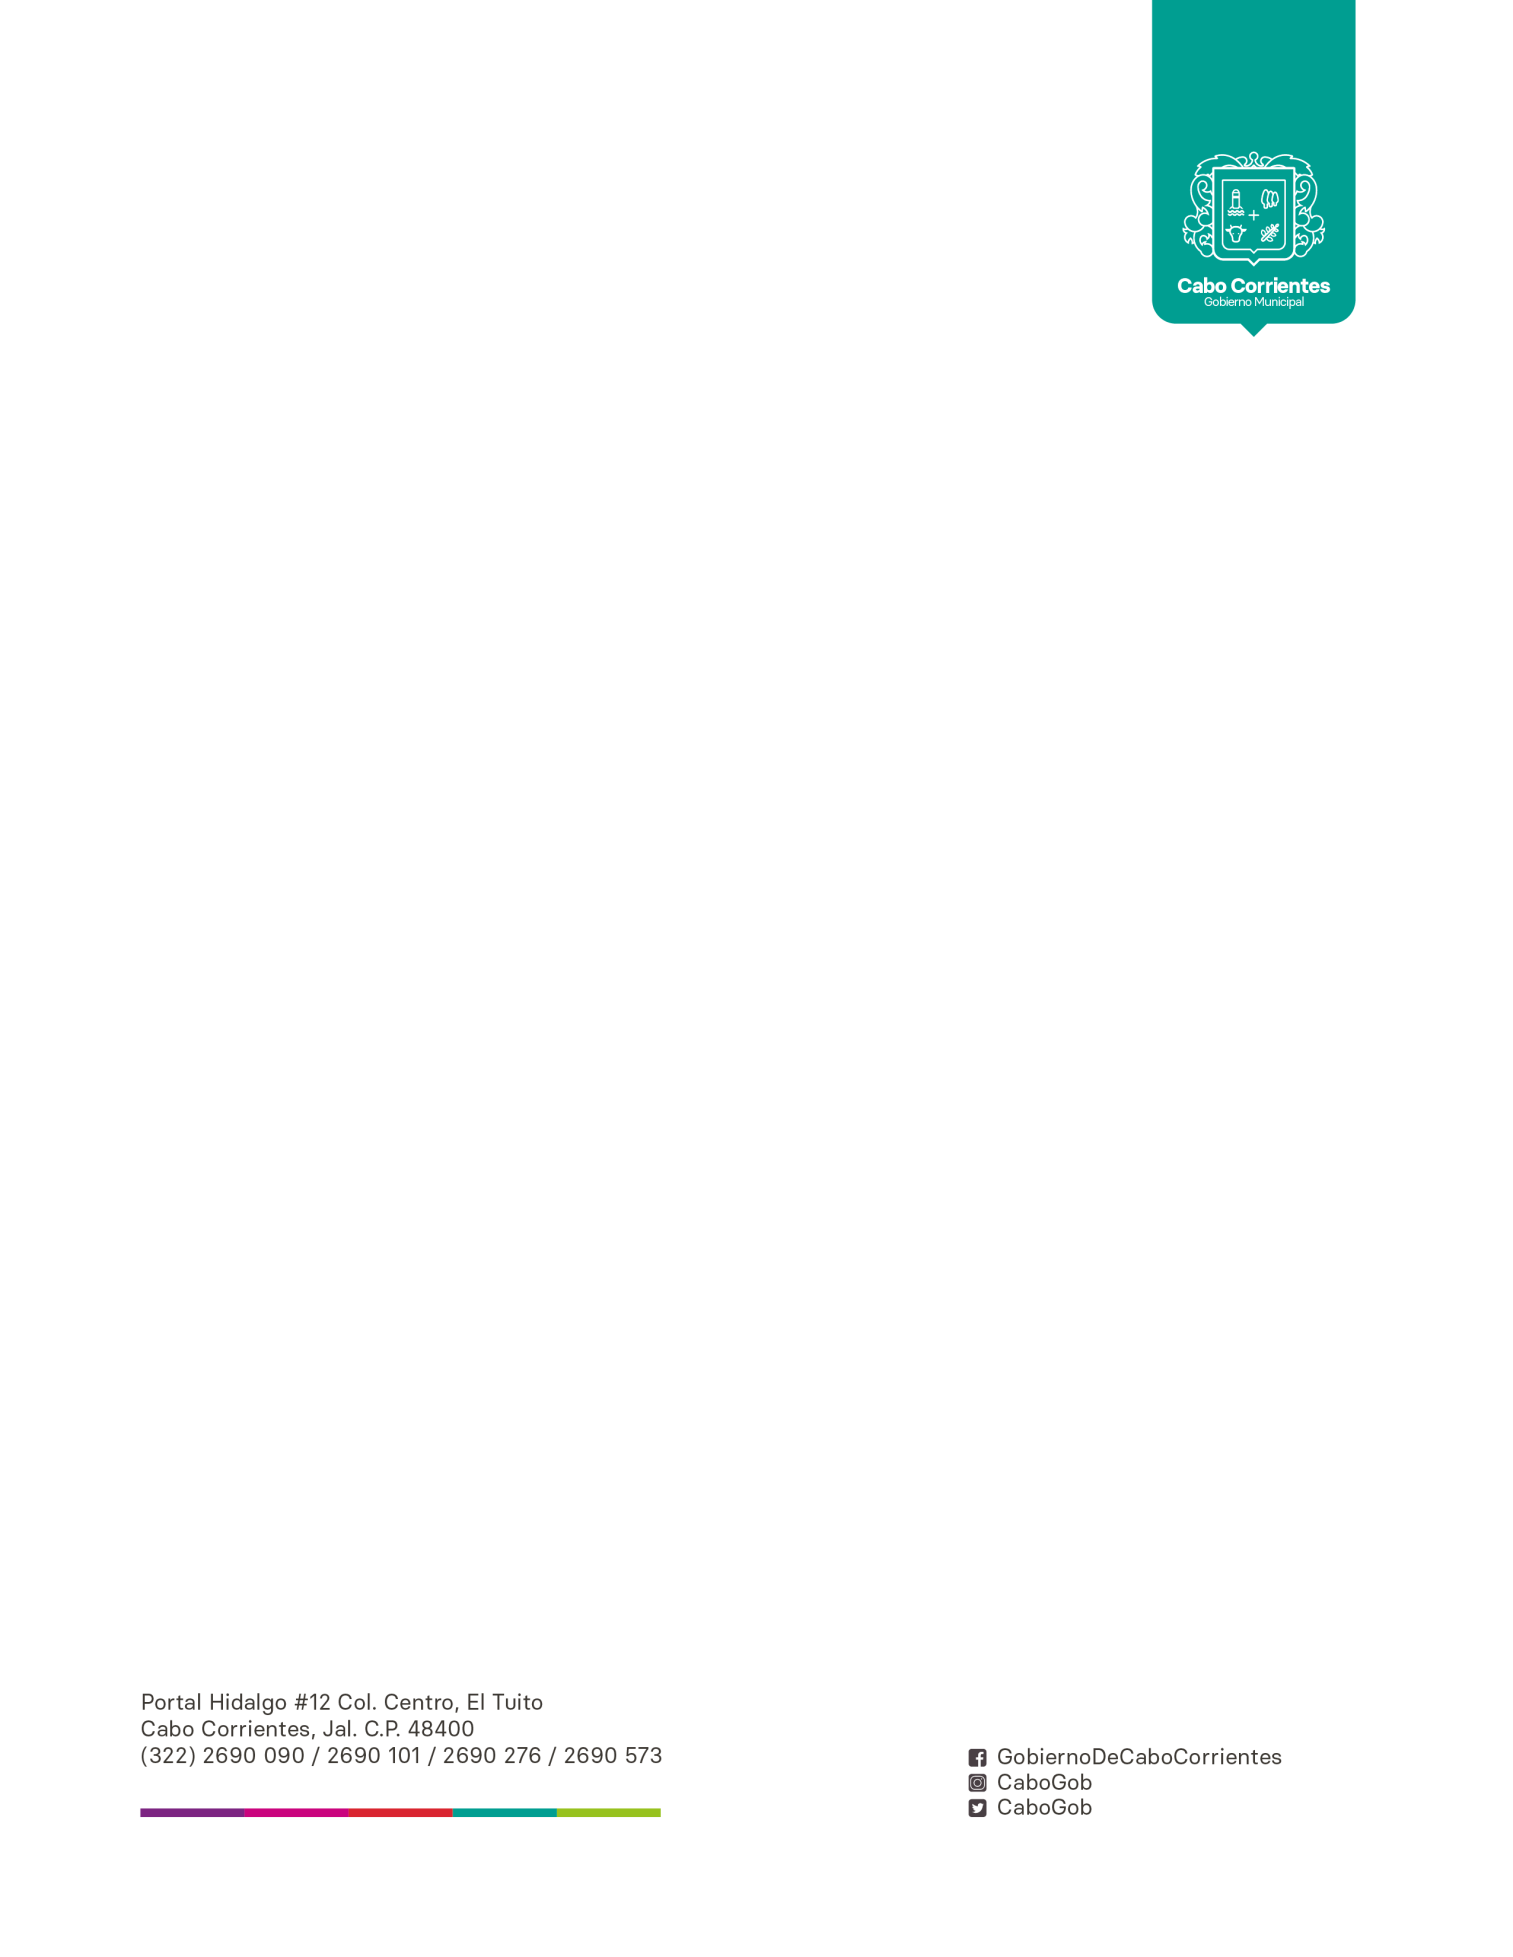 Cabo Corrientes
Gobierno Municipal
Portal Hidalgo #12 Col. Centro, El Tuito
Cabo Corrientes, Jal. C.P. 48400
(322) 2690 090 / 2690 101 / 2690 276 / 2690 573
GobiernoDeCaboCorrientes
CaboGob
CaboGob